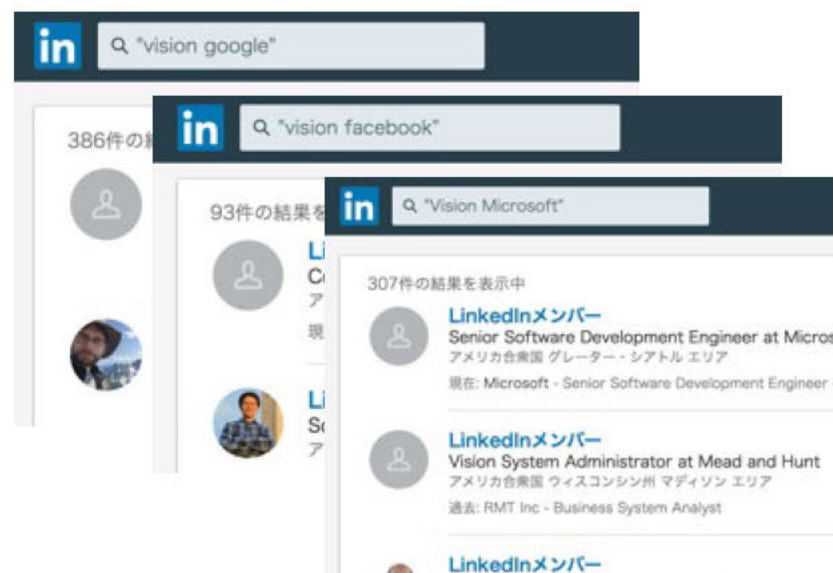 in "vision google"
386件の
in "vision facebook"
93件の結果を
in "Vision Microsoft"
307件の結果を表示中
LinkedInメンバー
Senior Software Development Engineer at Micros
アメリカ合衆国 グレーター・シアトル エリア
現在: Microsoft - Senior Software Development Engineer
LinkedInメンバー
Vision System Administrator at Mead and Hunt
アメリカ合衆国 ウィスコンシン州 マディソン エリア
過去: RMT Inc - Business System Analyst
LinkedInメンバー